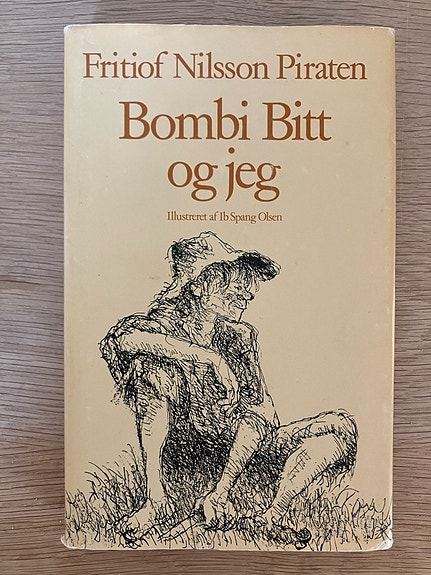 Fritiof Nilsson Piraten
Bombi Bitt
og jeg
Illustreret af Ib Spang Olsen